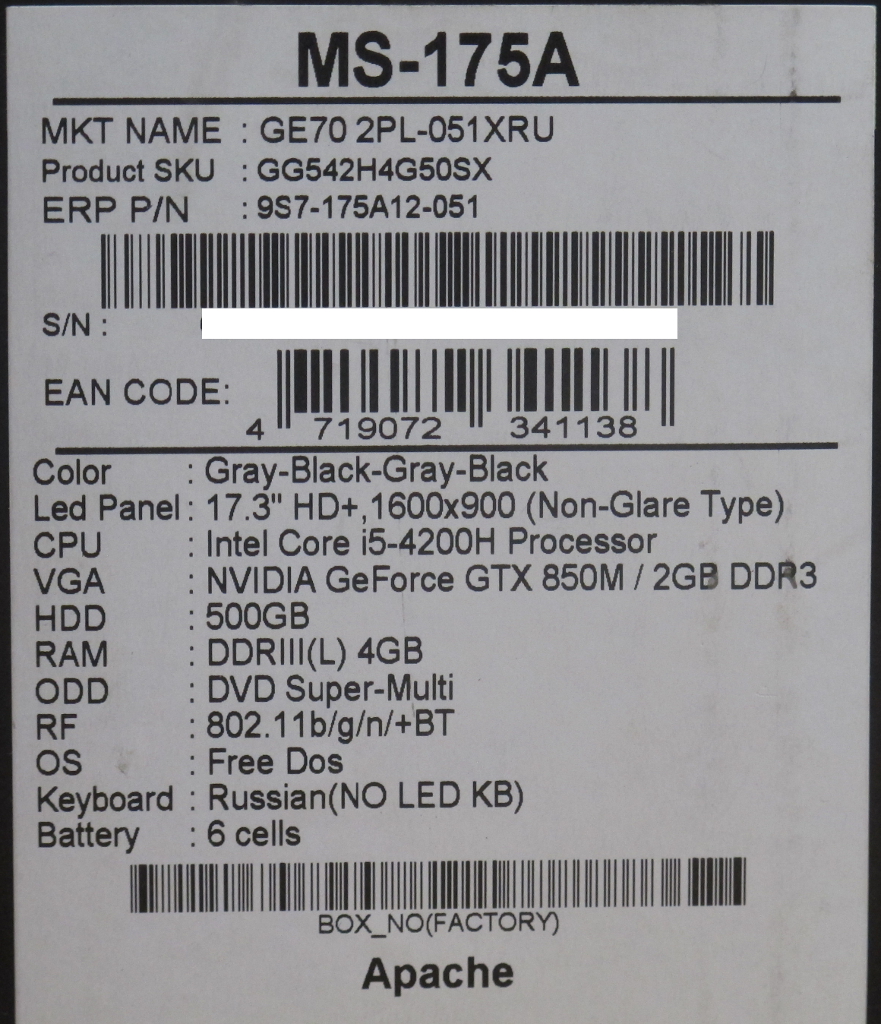 MS-175A
MKT NAME : GE70 2PL-051XRU
Product SKU : GG542H4G50SX
ERP P/N : 9S7-175A12-051
S/N :
EAN CODE:
4 719072 341138
Color : Gray-Black-Gray-Black
Led Panel : 17.3" HD+,1600x900 (Non-Glare Type)
CPU : Intel Core i5-4200H Processor
VGA : NVIDIA GeForce GTX 850M / 2GB DDR3
HDD : 500GB
RAM : DDRIII(L) 4GB
ODD : DVD Super-Multi
RF : 802.11b/g/n/+BT
OS : Free Dos
Keyboard : Russian(NO LED KB)
Battery : 6 cells
BOX_NO(FACTORY)
Apache